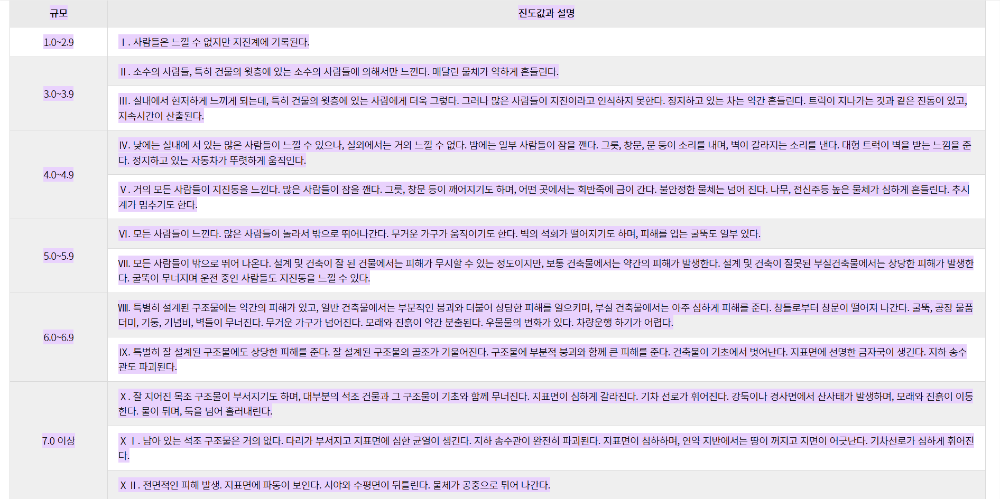 규모 진도값과 설명
1.0~2.9 Ⅰ. 사람들은 느낄 수 없지만 지진계에 기록된다.
Ⅱ. 소수의 사람들, 특히 건물의 윗층에 있는 소수의 사람들에 의해서만 느낀다. 매달린 물체가 약하게 흔들린다.
3.0~3.9
Ⅲ. 실내에서 현저하게 느끼게 되는데, 특히 건물의 윗층에 있는 사람에게 더욱 그렇다. 그러나 많은 사람들이 지진이라고 인식하지 못한다. 정지하고 있는 차는 약간 흔들린다. 트럭이 지나가는 것과 같은 진동이 있고,
지속시간이 산출된다.
Ⅳ. 낮에는 실내에 서 있는 많은 사람들이 느낄 수 있으나, 실외에서는 거의 느낄 수 없다. 밤에는 일부 사람들이 잠을 깬다. 그릇, 창문, 문 등이 소리를 내며, 벽이 갈라지는 소리를 낸다. 대형 트럭이 벽을 받는 느낌을 준
다. 정지하고 있는 자동차가 뚜렷하게 움직인다.
4.0~4.9
Ⅴ. 거의 모든 사람들이 지진동을 느낀다. 많은 사람들이 잠을 깬다. 그릇, 창문 등이 깨어지기도 하며, 어떤 곳에서는 회반죽에 금이 간다. 불안정한 물체는 넘어 진다. 나무, 전신주등 높은 물체가 심하게 흔들린다. 추시
계가 멈추기도 한다.
Ⅵ. 모든 사람들이 느낀다. 많은 사람들이 놀라서 밖으로 뛰어나간다. 무거운 가구가 움직이기도 한다. 벽의 석회가 떨어지기도 하며, 피해를 입는 굴뚝도 일부 있다.
5.0~5.9
Ⅶ. 모든 사람들이 밖으로 뛰어 나온다. 설계 및 건축이 잘 된 건물에서는 피해가 무시할 수 있는 정도이지만, 보통 건축물에서는 약간의 피해가 발생한다. 설계 및 건축이 잘못된 부실건축물에서는 상당한 피해가 발생한
다. 굴뚝이 무너지며 운전 중인 사람들도 지진동을 느낄 수 있다.
Ⅷ. 특별히 설계된 구조물에는 약간의 피해가 있고, 일반 건축물에서는 부분적인 붕괴와 더불어 상당한 피해를 일으키며, 부실 건축물에서는 아주 심하게 피해를 준다. 창틀로부터 창문이 떨어져 나간다. 굴뚝, 공장 물품
더미, 기둥, 기념비, 벽들이 무너진다. 무거운 가구가 넘어진다. 모래와 진흙이 약간 분출된다. 우물물의 변화가 있다. 차량운행 하기가 어렵다.
6.0~6.9
Ⅸ. 특별히 잘 설계된 구조물에도 상당한 피해를 준다. 잘 설계된 구조물의 골조가 기울어진다. 구조물에 부분적 붕괴와 함께 큰 피해를 준다. 건축물이 기초에서 벗어난다. 지표면에 선명한 금자국이 생긴다. 지하 송수
관도 파괴된다.
Ⅹ. 잘 지어진 목조 구조물이 부서지기도 하며, 대부분의 석조 건물과 그 구조물이 기초와 함께 무너진다. 지표면이 심하게 갈라진다. 기차 선로가 휘어진다. 강둑이나 경사면에서 산사태가 발생하며, 모래와 진흙이 이동
한다. 물이 튀며, 둑을 넘어 흘러내린다.
7.0 이상
ⅩⅠ. 남아 있는 석조 구조물은 거의 없다. 다리가 부서지고 지표면에 심한 균열이 생긴다. 지하 송수관이 완전히 파괴된다. 지표면이 침하하며, 연약 지반에서는 땅이 꺼지고 지면이 어긋난다. 기차선로가 심하게 휘어진
다.
ⅩⅡ. 전면적인 피해 발생. 지표면에 파동이 보인다. 시야와 수평면이 뒤틀린다. 물체가 공중으로 튀어 나간다.